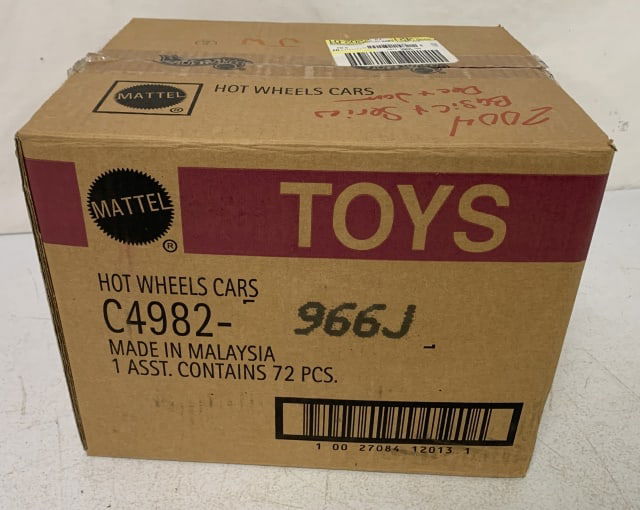 MATTEL
®
HOT WHEELS CARS
2004
Basic & Series
MATTEL
®
TOYS
HOT WHEELS CARS
C4982- 966J
MADE IN MALAYSIA
1 ASST. CONTAINS 72 PCS.
1 00 27084 12013 1